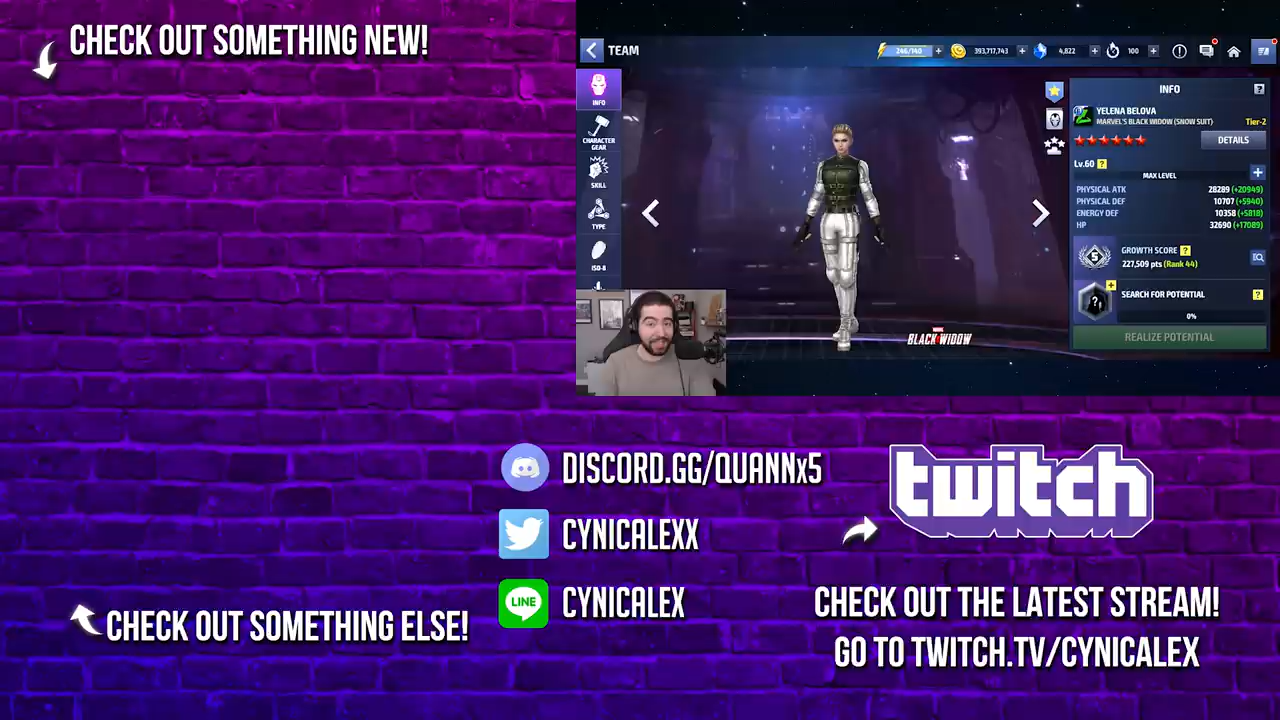 CHECK OUT SOMETHING NEW!
TEAM
246/140
393,717,743
4,822
100
INFO
CHARACTER
GEAR
SKILL
TYPE
ISO-8
INFO
YELENA BELOVA
MARVEL'S BLACK WIDOW (SNOW SUIT)
Tier-2
DETAILS
Lv.60
MAX LEVEL
PHYSICAL ATK 28289 (+20949)
PHYSICAL DEF 10707 (+5940)
ENERGY DEF 10358 (+5818)
HP 32690 (+17089)
GROWTH SCORE
227,509 pts (Rank 44)
SEARCH FOR POTENTIAL
0%
REALIZE POTENTIAL
MARVEL
BLACK WIDOW
DISCORD.GG/QUANNx5
CYNICALEXX
LINE
CYNICALEX
twitch
CHECK OUT SOMETHING ELSE!
CHECK OUT THE LATEST STREAM!
GO TO TWITCH.TV/CYNICALEX